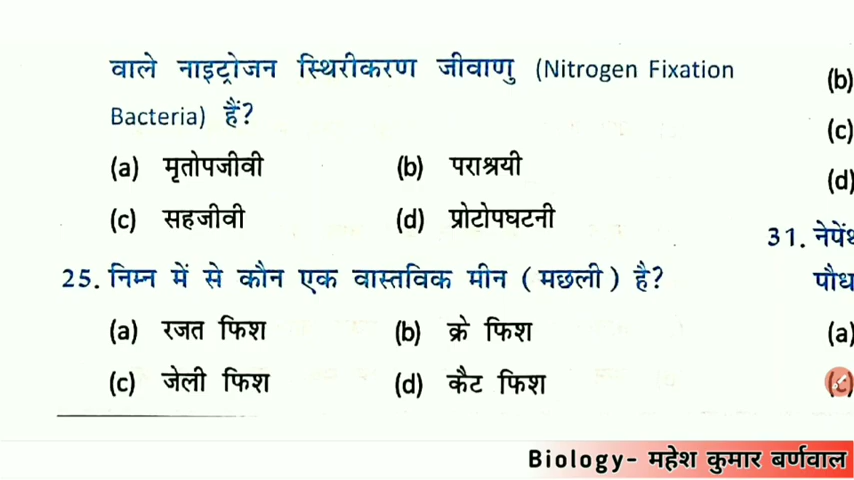 वाले नाइट्रोजन स्थिरीकरण जीवाणु (Nitrogen Fixation
Bacteria) हैं?
(a) मृतोपजीवी (b) पराश्रयी
(c) सहजीवी (d) प्रोटोपघटनी
25. निम्न में से कौन एक वास्तविक मीन ( मछली ) है?
(a) रजत फिश (b) क्रे फिश
(c) जेली फिश (d) कैट फिश
(b)
(c)
(d)
31.
पौध
(a)
Biology- महेश कुमार बर्णवाल